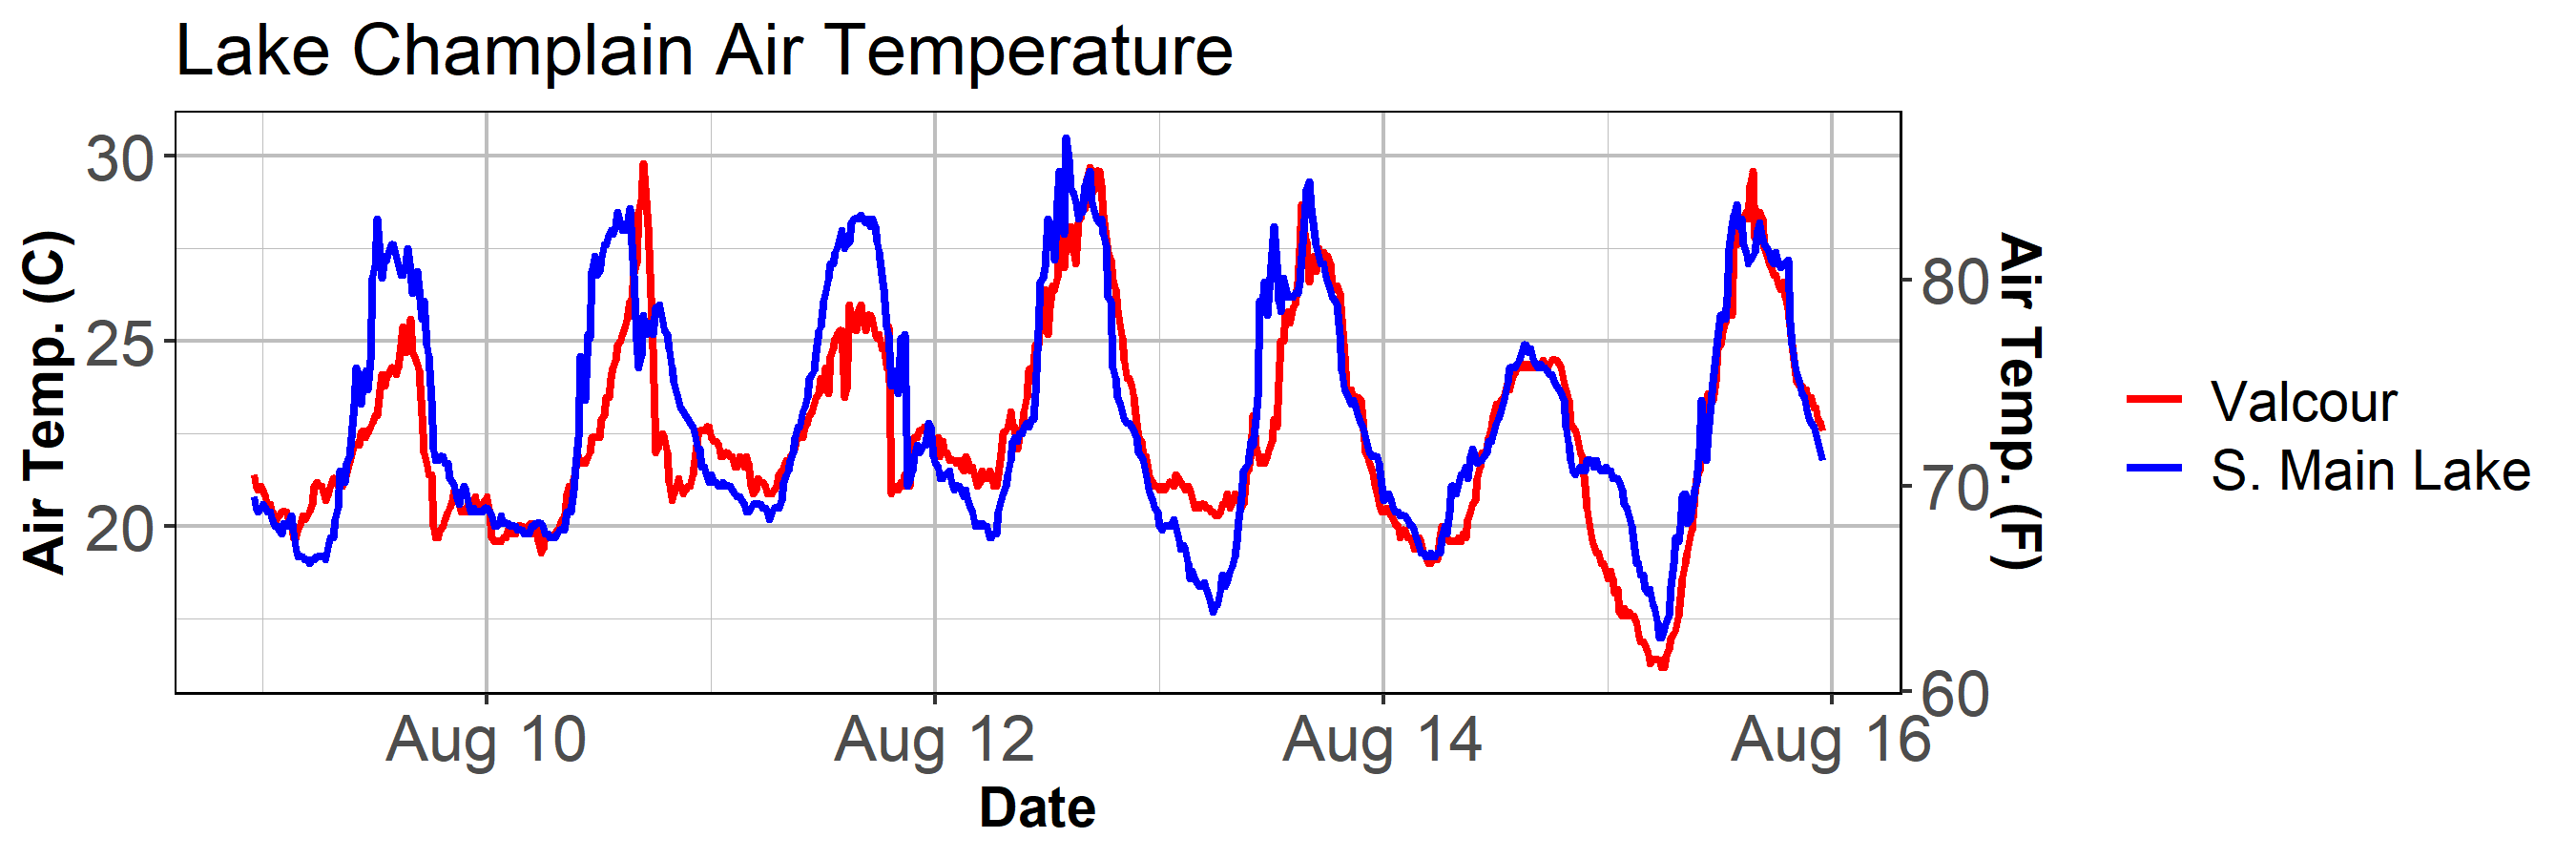 Lake Champlain Air Temperature
Air Temp. (C)
30
25
20
80
70
60
Air Temp. (F)
Valcour
S. Main Lake
Aug 10
Aug 12
Aug 14
Aug 16
Date